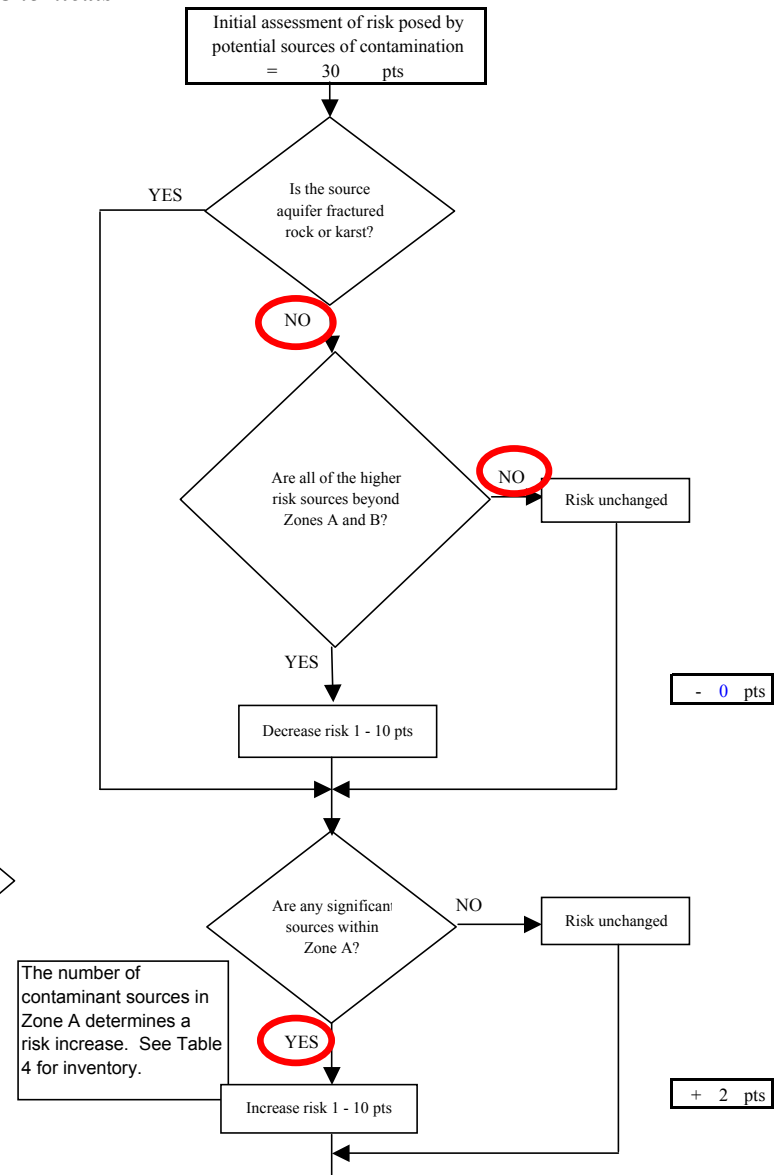 Initial assessment of risk posed by
potential sources of contamination
= 30 pts
YES
Is the source
aquifer fractured
rock or karst?
NO
Are all of the higher
risk sources beyond
Zones A and B?
NO
Risk unchanged
YES
- 0 pts
Decrease risk 1 - 10 pts
Are any significant
sources within
Zone A?
NO
Risk unchanged
The number of
contaminant sources in
Zone A determines a
risk increase. See Table
4 for inventory.
YES
Increase risk 1 - 10 pts
+ 2 pts